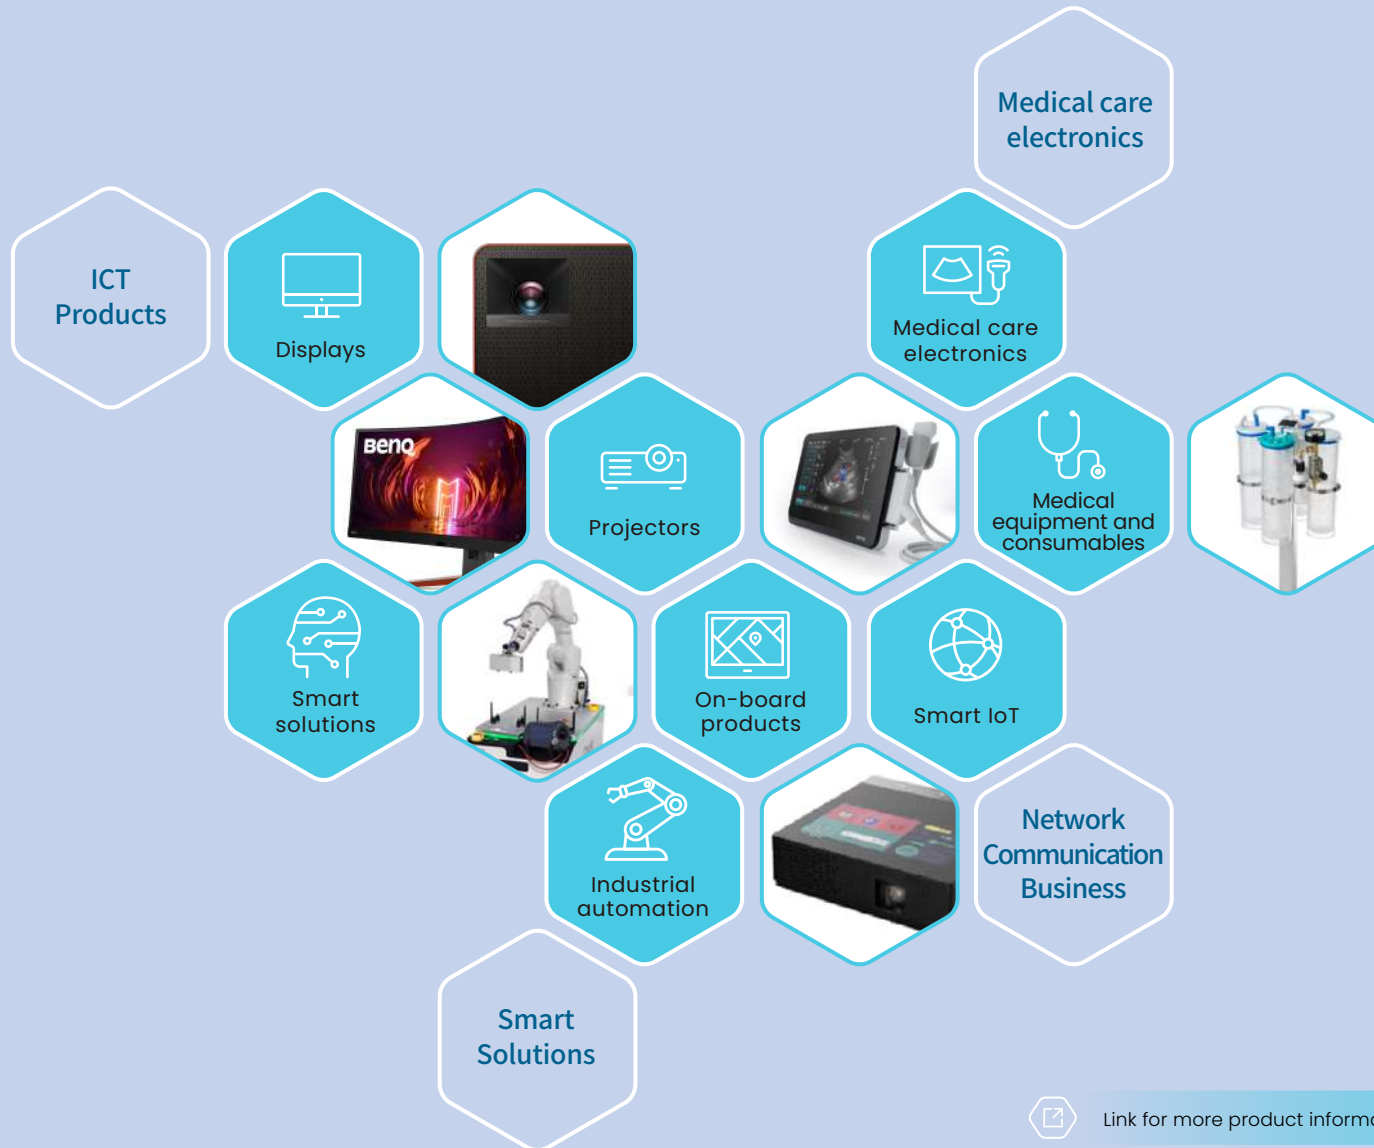 Medical care
electronics
ICT
Products
Displays
Medical care
electronics
BenQ
Projectors
Medical
equipment and
consumables
Smart
solutions
On-board
products
Smart IoT
Industrial
automation
Network
Communication
Business
Smart
Solutions
Link for more product informa